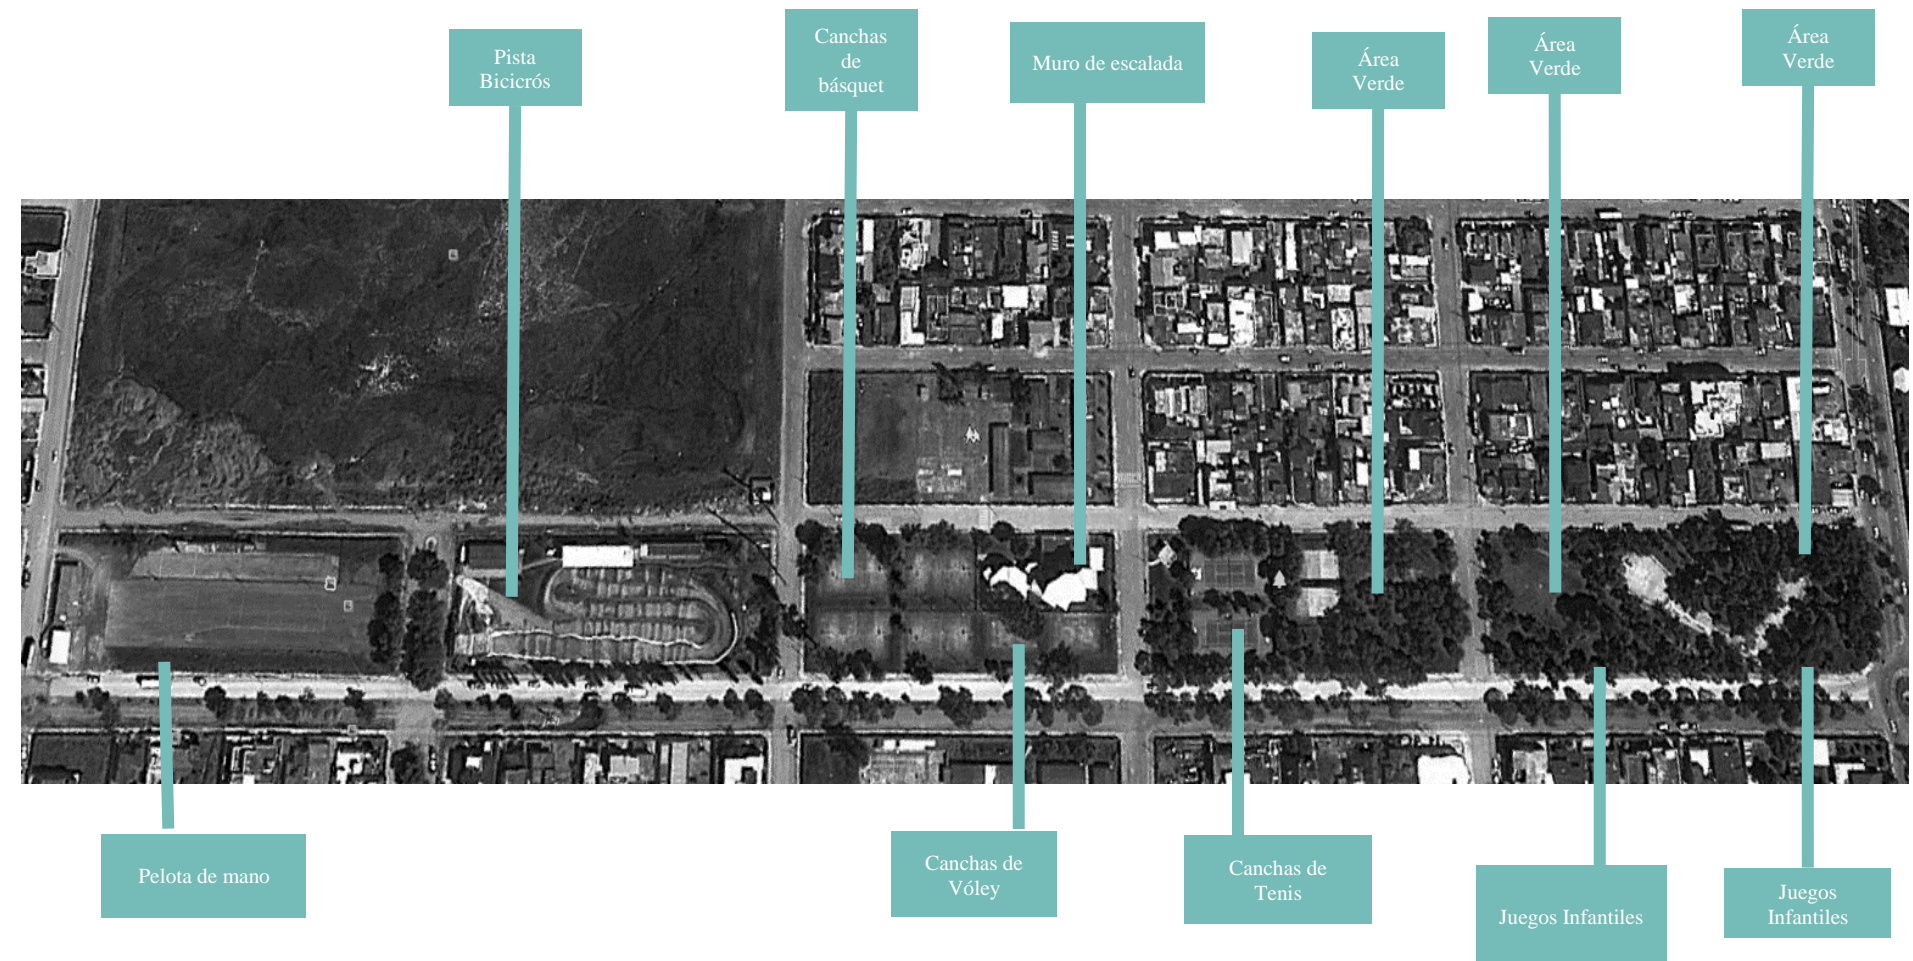 Pista
Bicicrós
Canchas
de
básquet
Muro de escalada
Área
Verde
Área
Verde
Área
Verde
Pelota de mano
Canchas de
Vóley
Canchas de
Tenis
Juegos Infantiles
Juegos
Infantiles